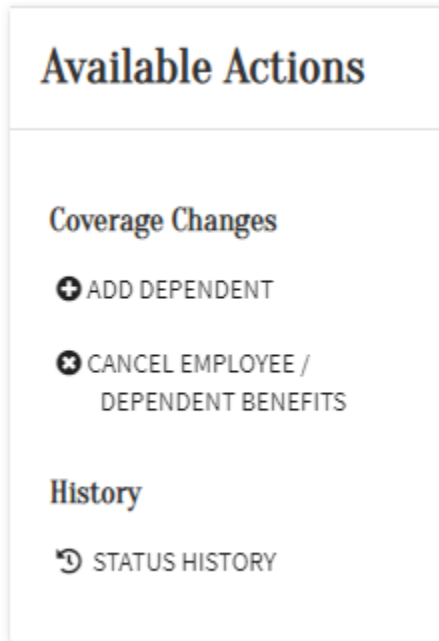 Available Actions
Coverage Changes
ADD DEPENDENT
CANCEL EMPLOYEE /
DEPENDENT BENEFITS
History
STATUS HISTORY